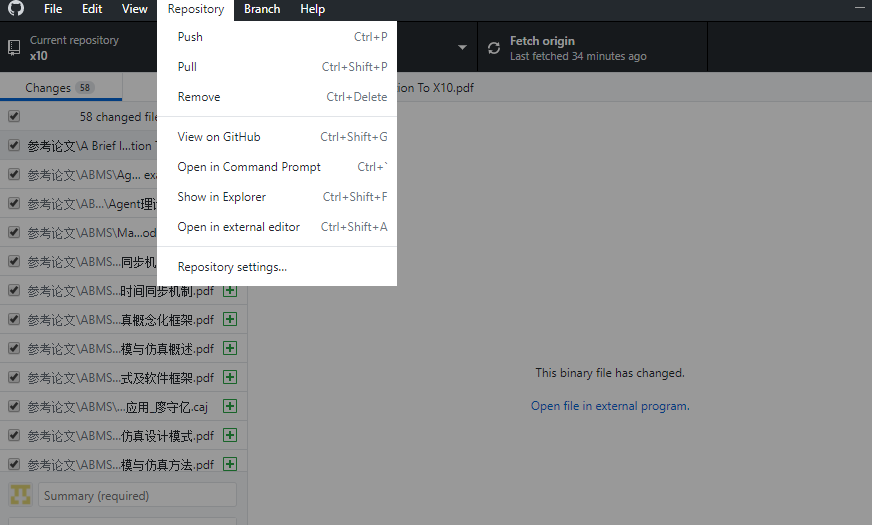 File Edit View Repository Branch Help
Current repository
x10
Fetch origin
Last fetched 34 minutes ago
Push Ctrl+P
Pull Ctrl+Shift+P
Remove Ctrl+Delete
View on GitHub Ctrl+Shift+G
Open in Command Prompt Ctrl+`
Show in Explorer Ctrl+Shift+F
Open in external editor Ctrl+Shift+A
Repository settings...
Changes 58
tion To X10.pdf
58 changed file
参考论文\A Brief I...tion T
参考论文\ABMS\Ag... exa
参考论文\AB...\Agent理论
参考论文\ABMS\Ma...od
参考论文\ABMS...同步机
参考论文\ABMS...时间同步机制.pdf
参考论文\ABMS...真概念化框架.pdf
参考论文\ABMS...模与仿真概述.pdf
参考论文\ABMS...式及软件框架.pdf
参考论文\ABMS\...应用_廖守亿.caj
参考论文\ABMS...仿真设计模式.pdf
参考论文\ABMS...模与仿真方法.pdf
Summary (required)
This binary file has changed.
Open file in external program.